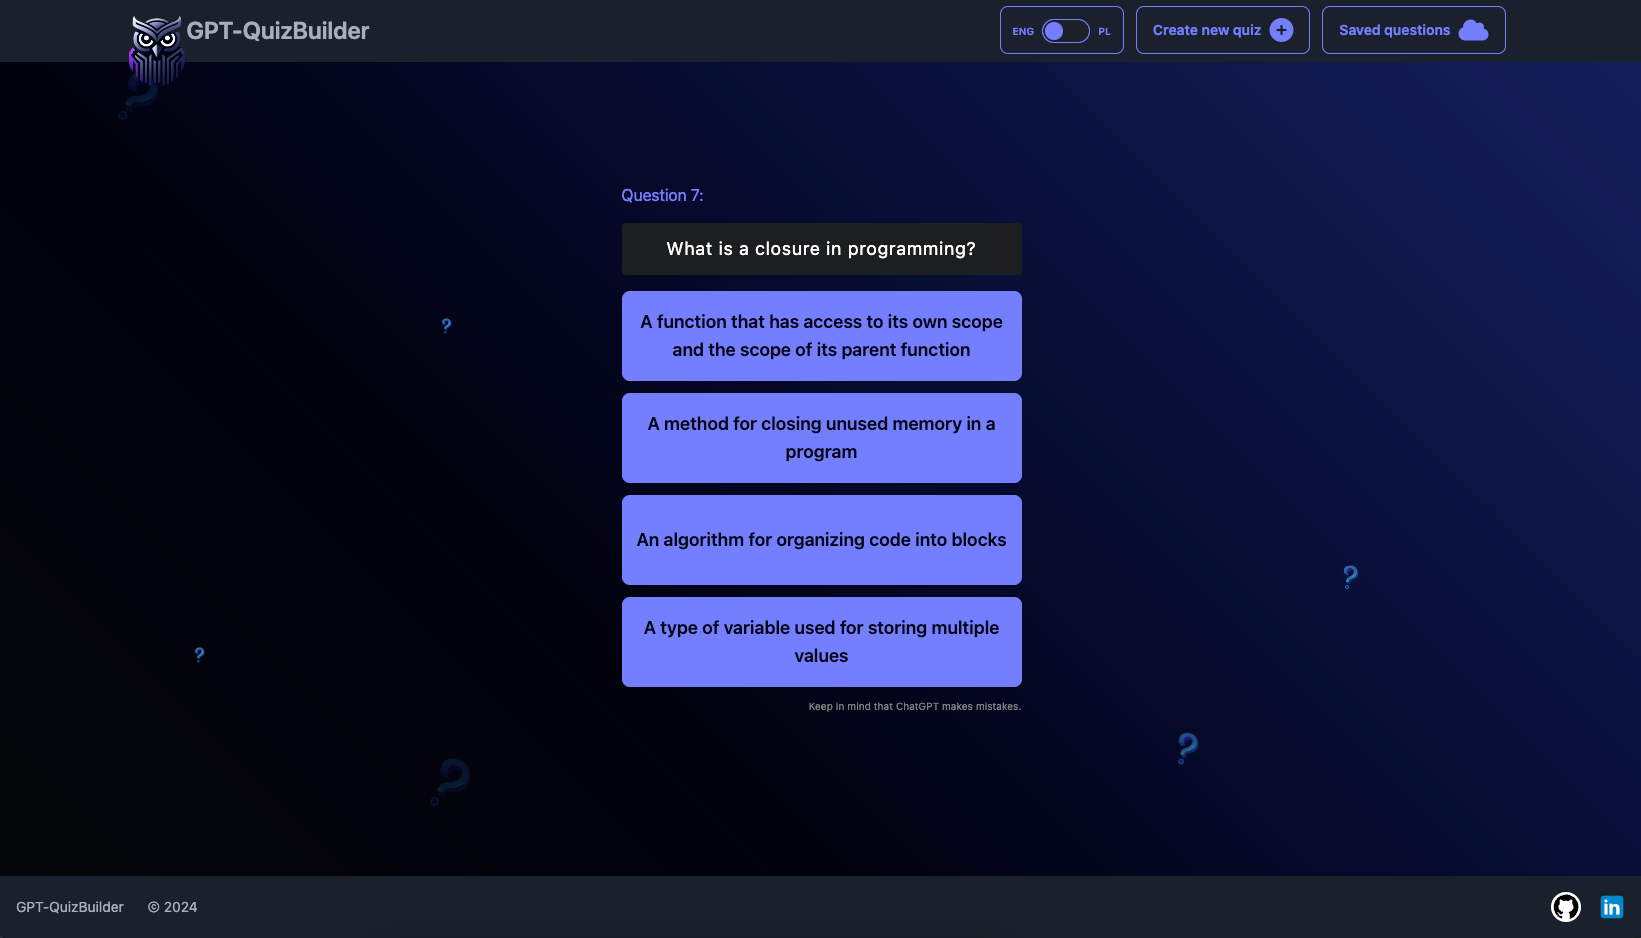 GPT-QuizBuilder
ENG PL
Create new quiz
Saved questions
Question 7:
What is a closure in programming?
A function that has access to its own scope
and the scope of its parent function
A method for closing unused memory in a
program
An algorithm for organizing code into blocks
A type of variable used for storing multiple
values
Keep in mind that ChatGPT makes mistakes.
GPT-QuizBuilder © 2024
in